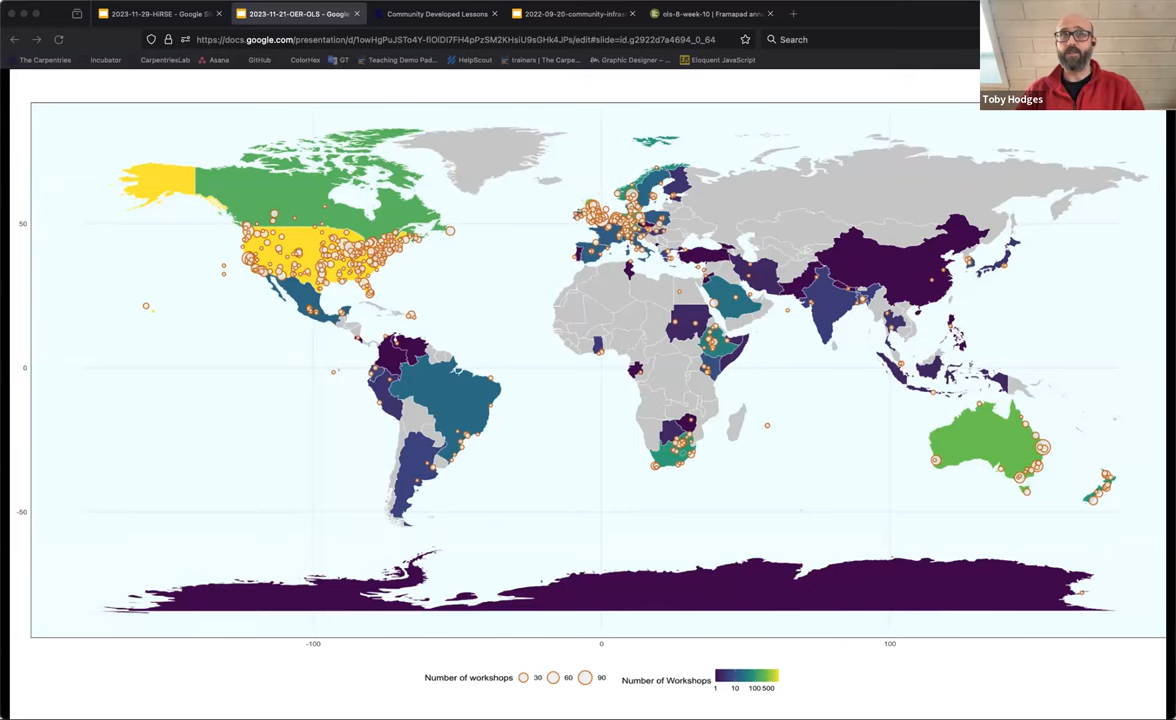 2023-11-29-HiRSE - Google Sl
2023-11-21-OER-OLS - Google
Community Developed Lessons
2022-09-20-community-infras
ols-8-week-10 | Framapad ann
https://docs.google.com/presentation/d/1owHgPuJSTo4Y-flOIDI7FH4pPzSM2KHsiU9sGHk4JPs/edit#slide=id.g2922d7a4694_0_64
Search
The Carpentries
Incubator
CarpentriesLab
Asana
GitHub
ColorHex
GT
Teaching Demo Pad...
HelpScout
trainers | The Carpe...
Graphic Designer – ...
Eloquent JavaScript
Toby Hodges
50
0
-50
-100
0
100
Number of workshops
30
60
90
Number of Workshops
1
10
100
500